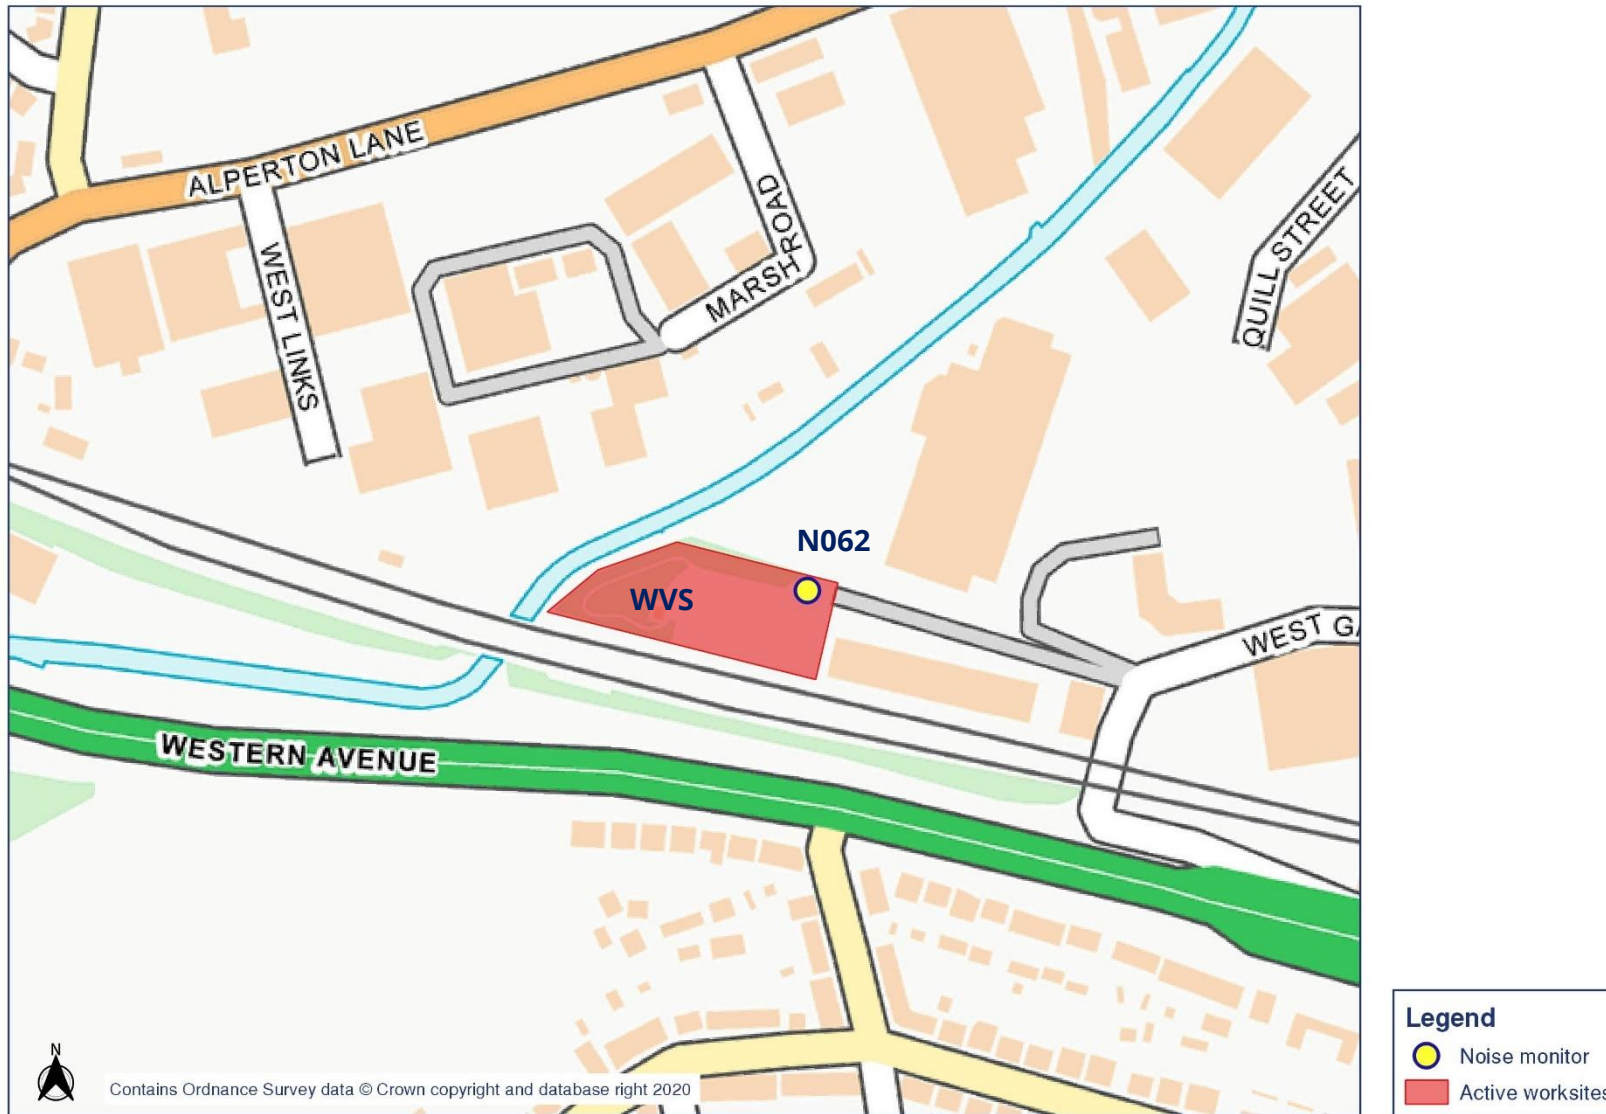 ALPERTON LANE
WEST LINKS
MARSH ROAD
QUILL STREET
N062
WVS
WEST GA
WESTERN AVENUE
N
Contains Ordnance Survey data © Crown copyright and database right 2020
Legend
Noise monitor
Active worksites